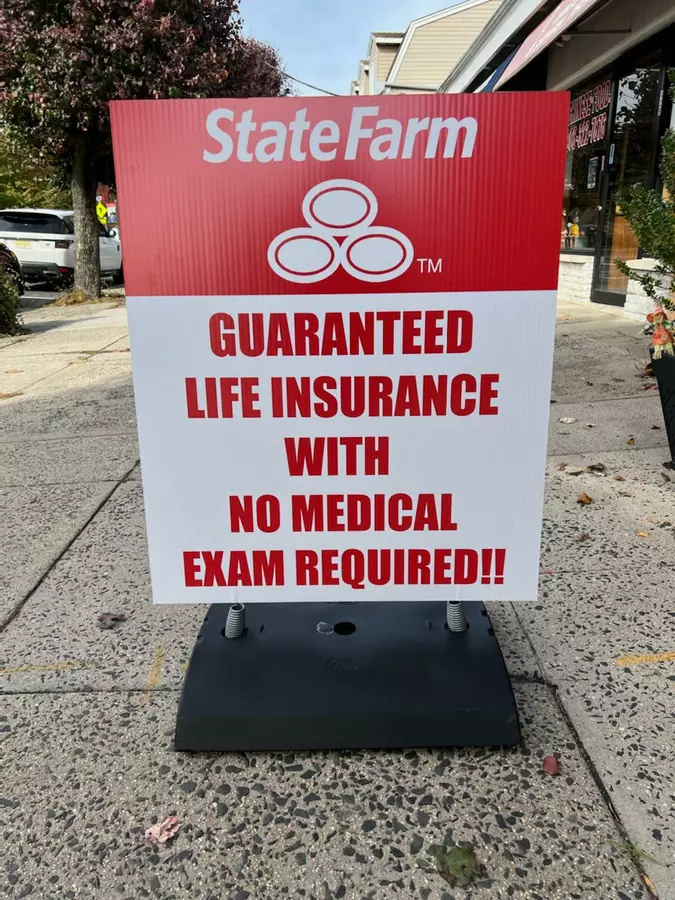 State Farm
TM
GUARANTEED
LIFE INSURANCE
WITH
NO MEDICAL
EXAM REQUIRED!!